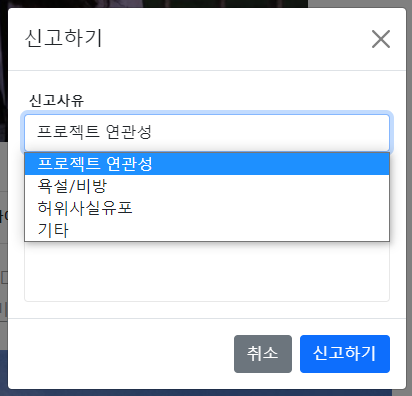 신고하기
신고사유
프로젝트 연관성
프로젝트 연관성
욕설/비방
허위사실유포
기타
취소
신고하기